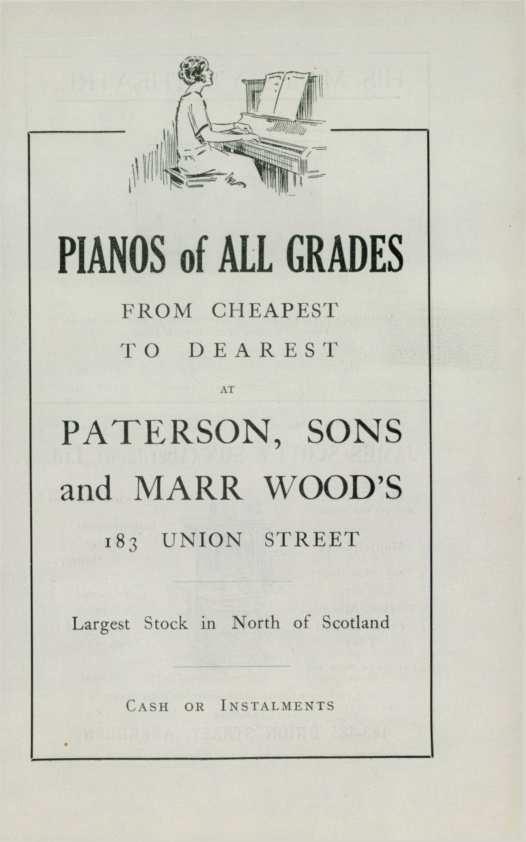 PIANOS of ALL GRADES
FROM CHEAPEST
TO DEAREST
AT
PATERSON, SONS
and MARR WOOD'S
183 UNION STREET
Largest Stock in North of Scotland
CASH OR INSTALMENTS